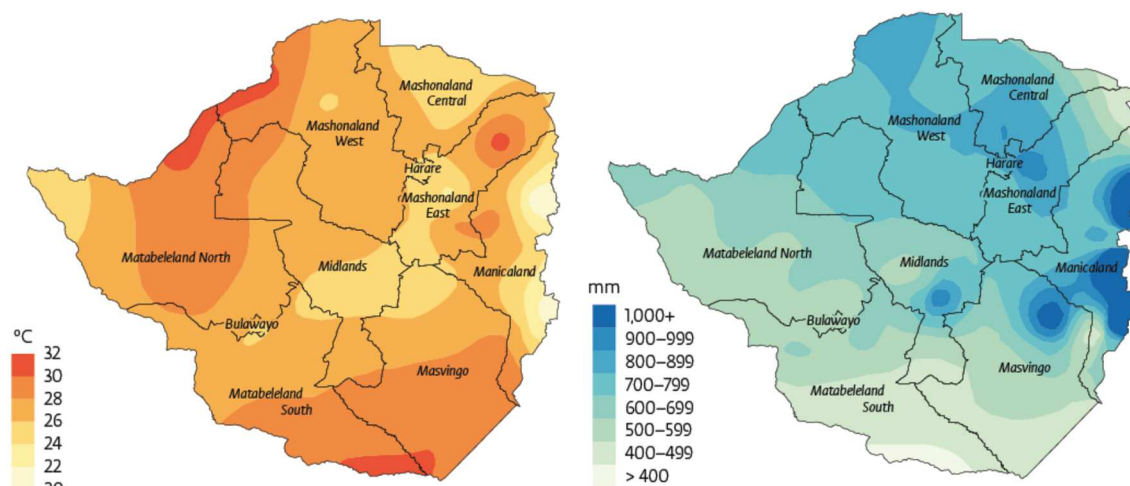 Mashonaland
Central
Mashonaland
West
Harare
Mashonaland
East
Matabeleland North
Midlands
Manicaland
Bulawayo
Masvingo
Matabeleland
South
°C
32
30
28
26
24
22
Mashonaland
Central
Mashonaland
West
Harare
Mashonaland
East
Matabeleland North
Midlands
Manicaland
Bulawayo
Masvingo
Matabeleland
South
mm
1,000+
900–999
800–899
700–799
600–699
500–599
400–499
> 400